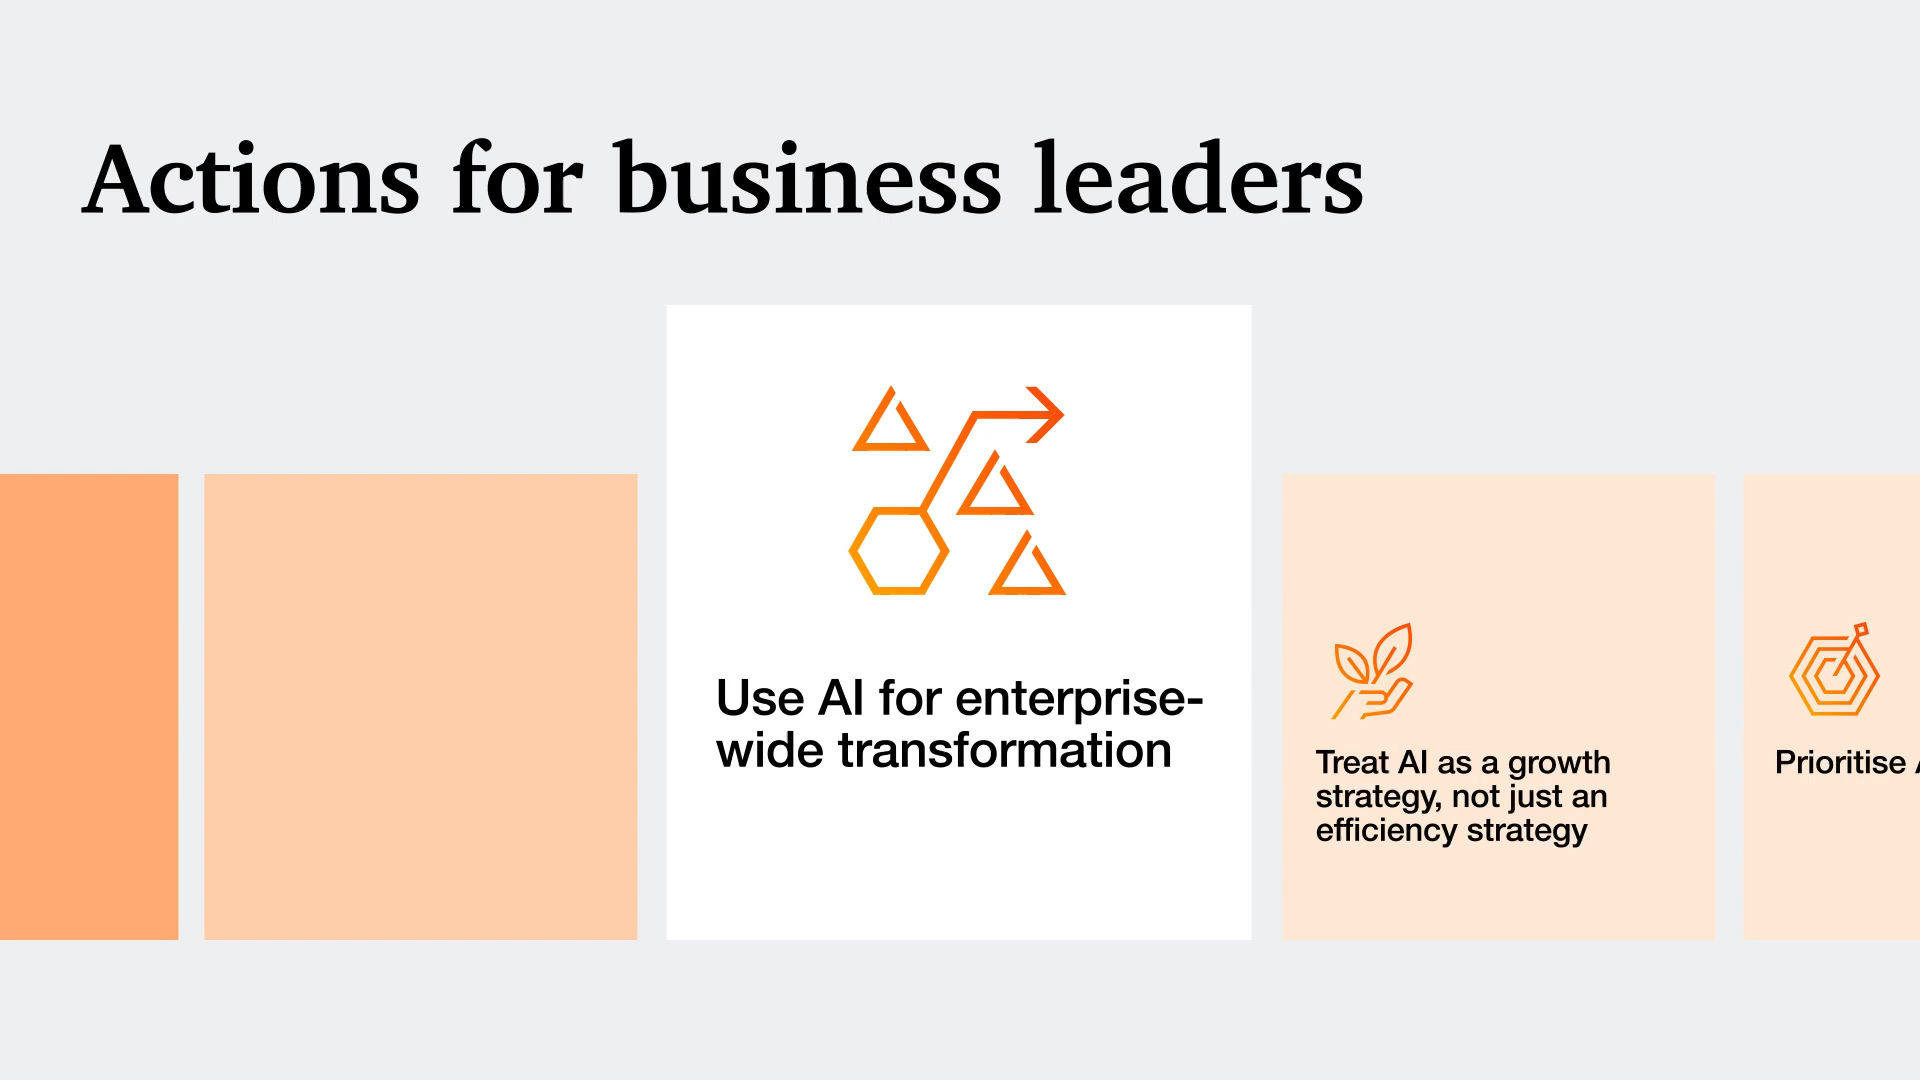 Actions for business leaders
Use AI for enterprise-
wide transformation
Treat AI as a growth
strategy, not just an
efficiency strategy
Prioritise